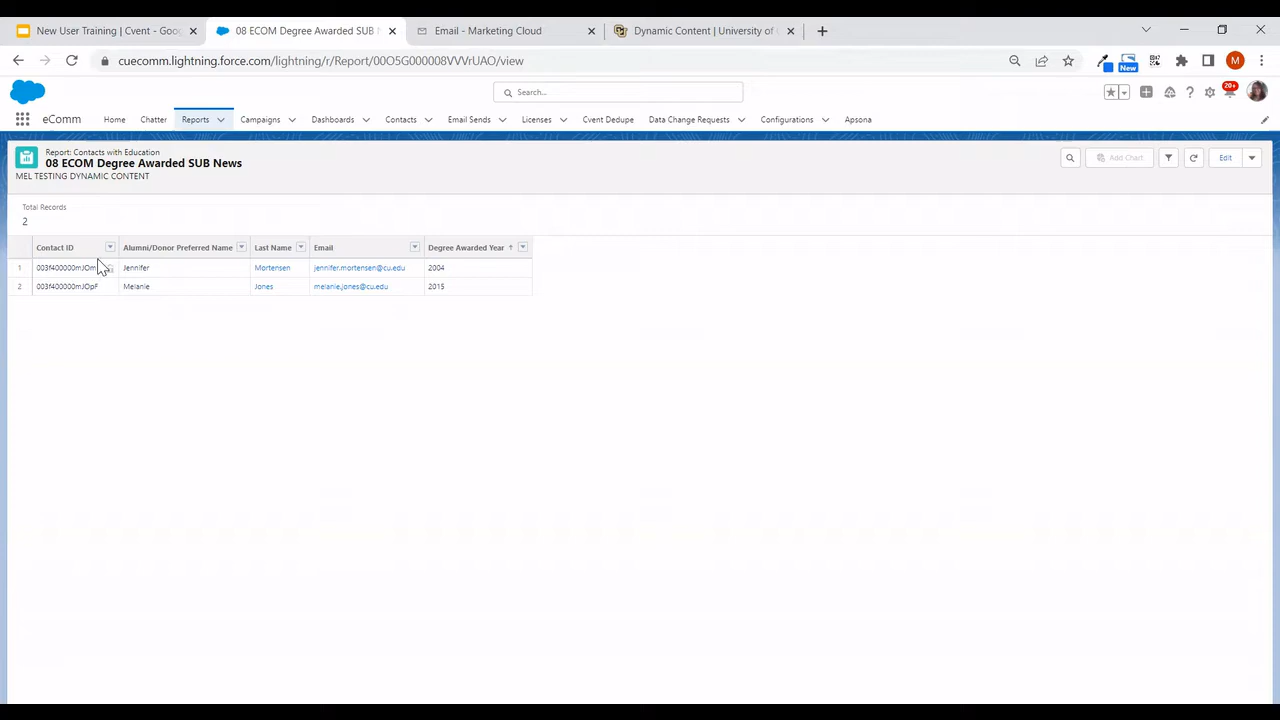 New User Training | Cvent - Goo
08 ECOM Degree Awarded SUB N
Email - Marketing Cloud
Dynamic Content | University of
cuecomm.lightning.force.com/lightning/r/Report/00O5G000008VVVrUAO/view
New
M
Search...
20+
eComm
Home
Chatter
Reports
Campaigns
Dashboards
Contacts
Email Sends
Licenses
Cvent Dedupe
Data Change Requests
Configurations
Apsona
Report: Contacts with Education
08 ECOM Degree Awarded SUB News
MEL TESTING DYNAMIC CONTENT
Add Chart
Edit
Total Records
2
Contact ID Alumni/Donor Preferred Name Last Name Email Degree Awarded Year
1 Jennifer Mortensen jennifer.mortensen@cu.edu 2004
2 003f400000mJOpF Melanie Jones melanie.jones@cu.edu 2015